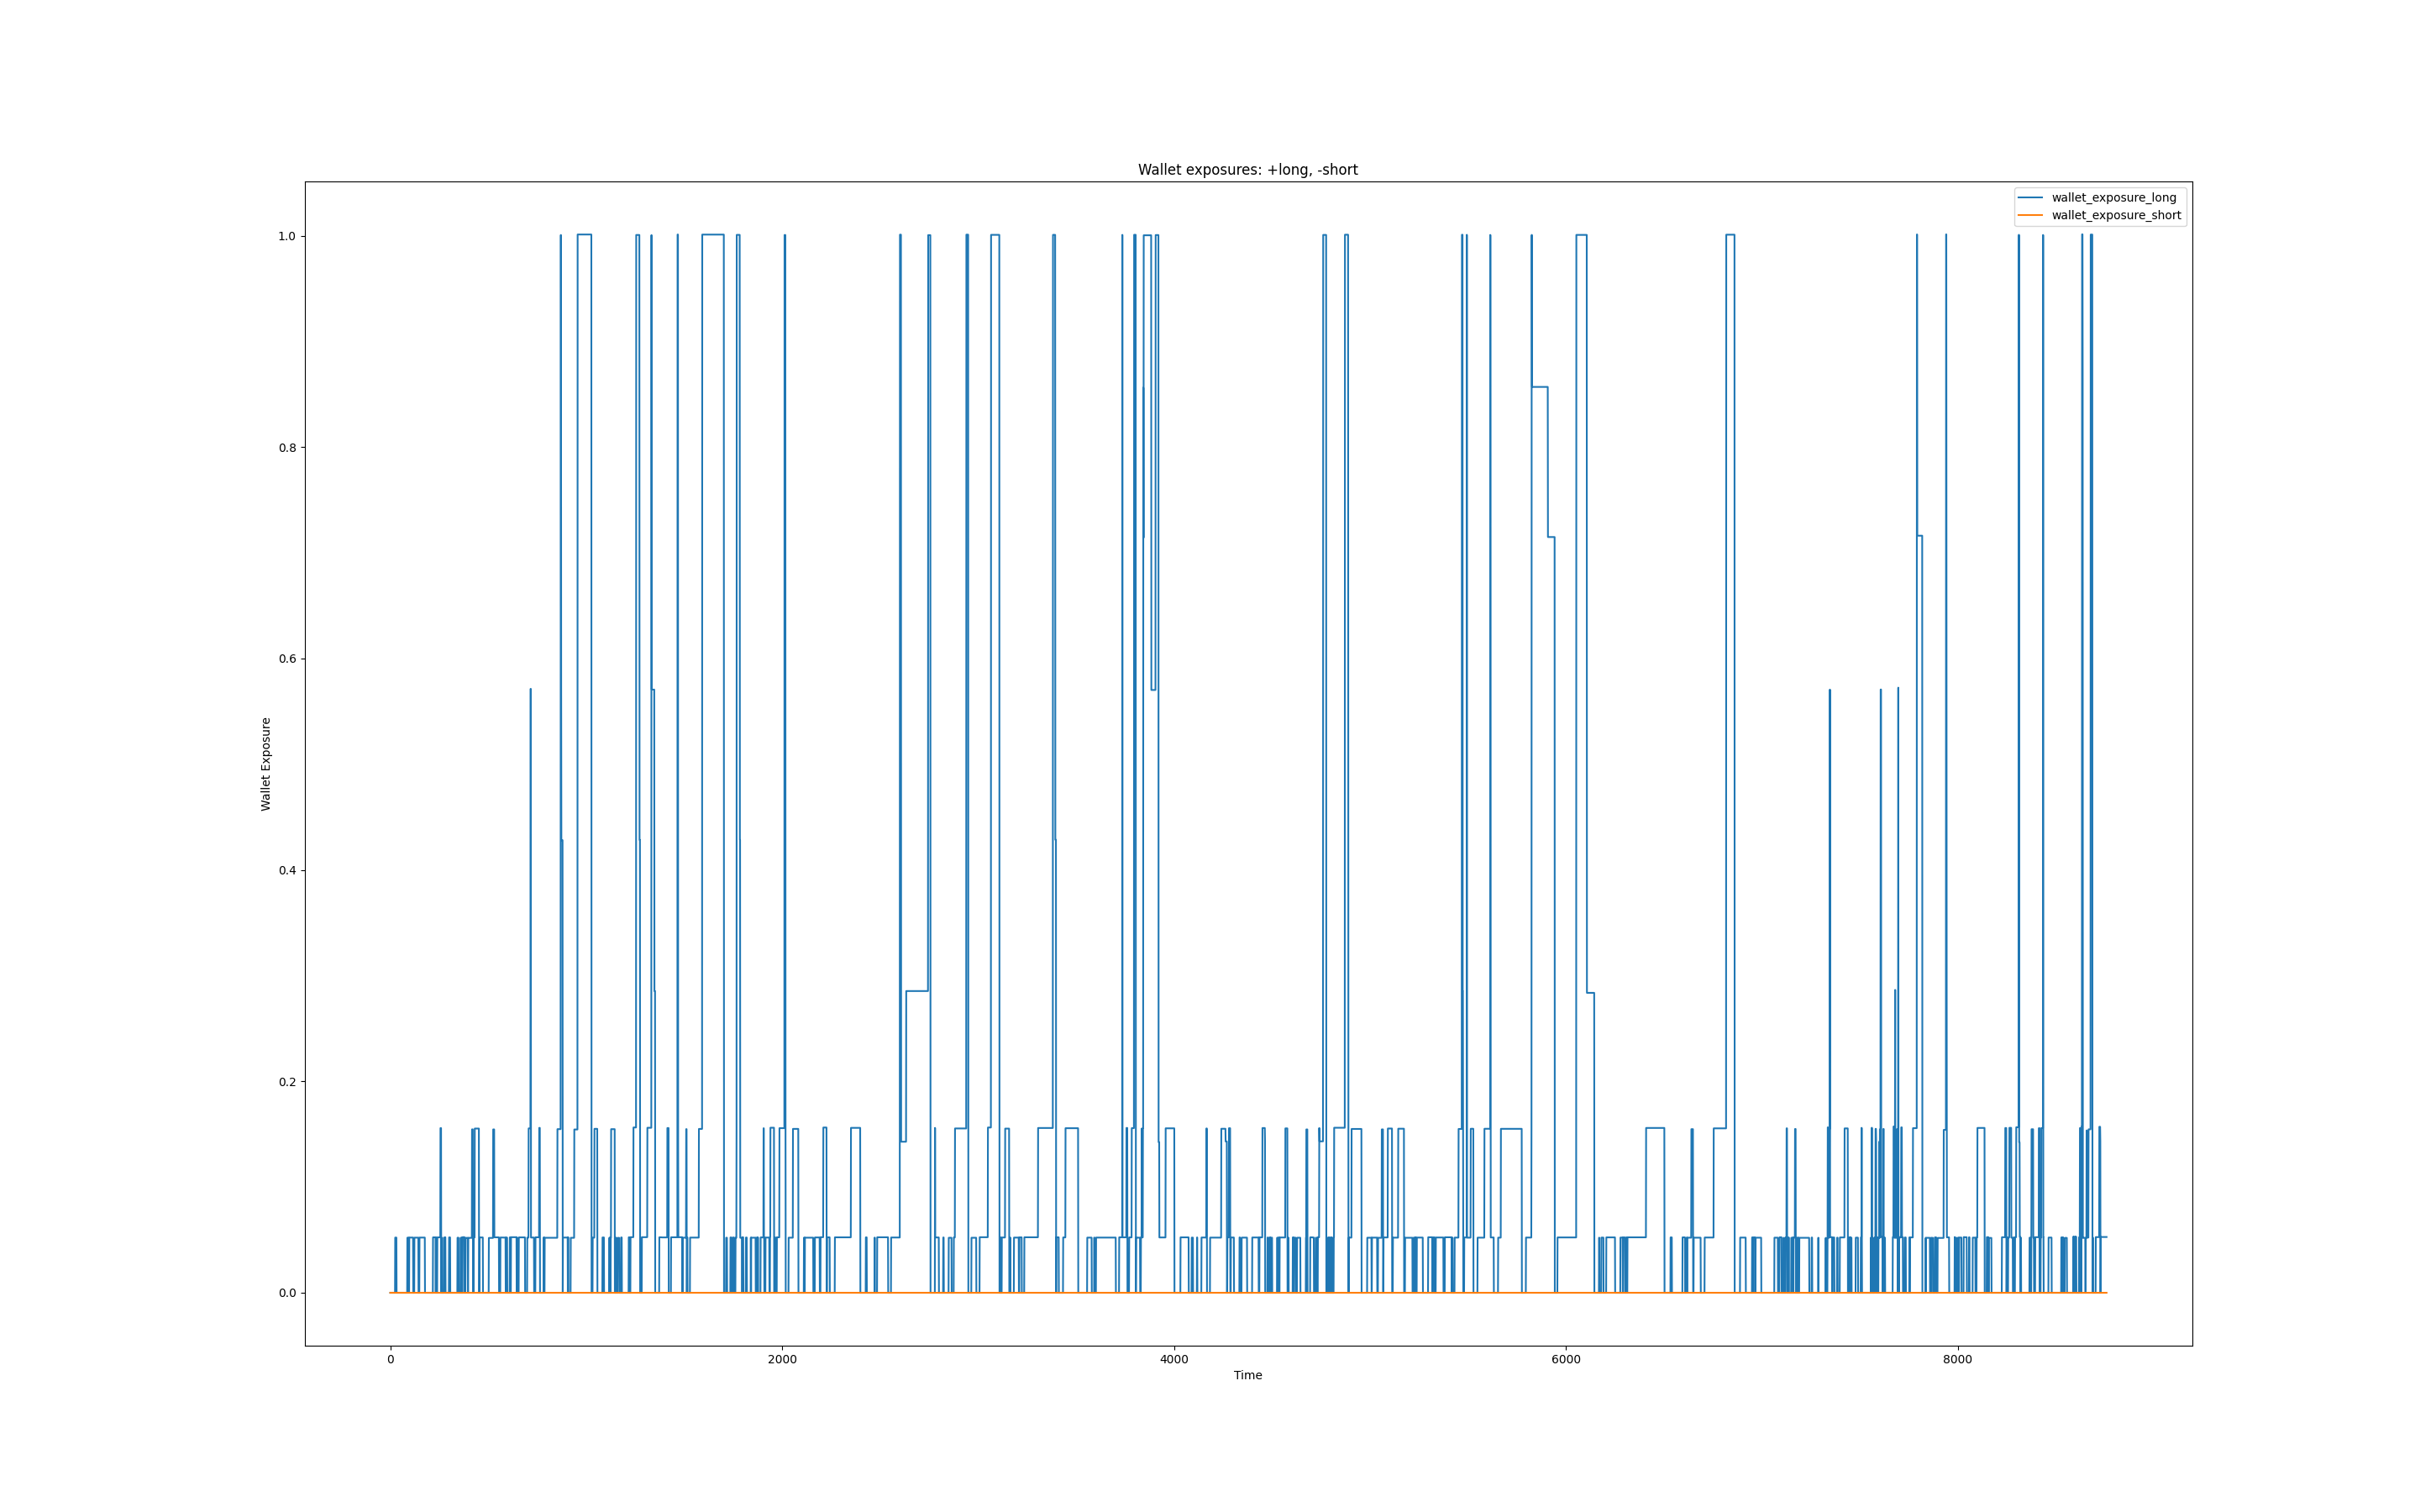 Wallet exposures: +long, -short
wallet_exposure_long
wallet_exposure_short
1.0
0.8
0.6
0.4
0.2
0.0
Wallet Exposure
0 2000 4000 6000 8000
Time